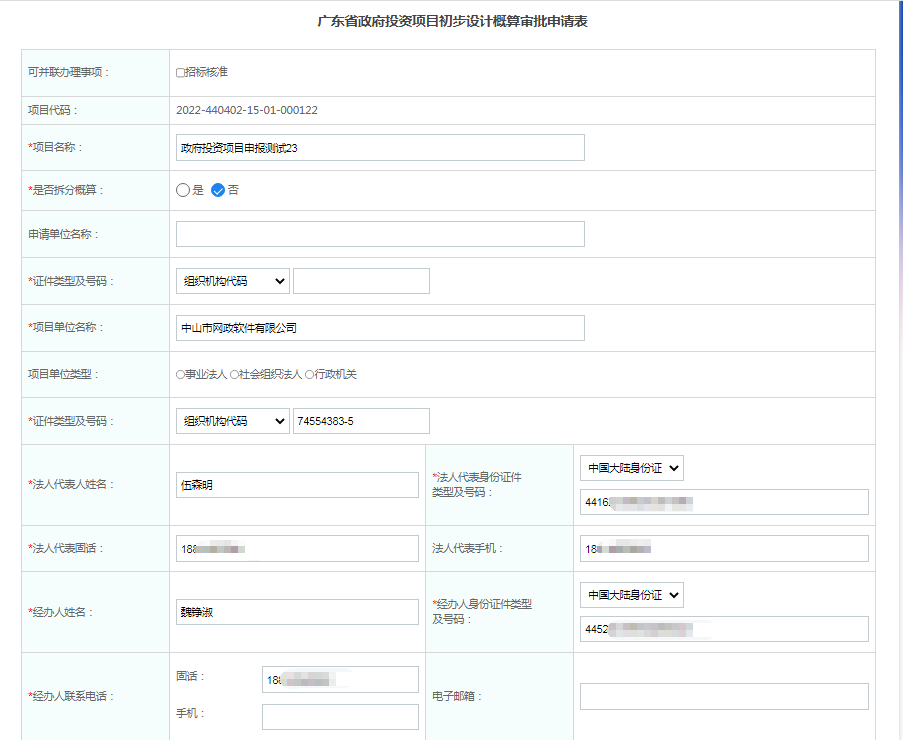 广东省政府投资项目初步设计概算审批申请表
可并联办理事项：
招标核准
项目代码：
2022-440402-15-01-000122
*项目名称：
政府投资项目申报测试23
*是否拆分概算：
是 否
申请单位名称：
*证件类型及号码：
组织机构代码
*项目单位名称：
中山市网政软件有限公司
项目单位类型：
事业法人 社会组织法人 行政机关
*证件类型及号码：
组织机构代码 74554383-5
*法人代表人姓名：
伍森明
*法人代表身份证件
类型及号码：
中国大陆身份证
4416
*法人代表固话：
188
法人代表手机：
18
*经办人姓名：
魏铮淑
*经办人身份证件类型
及号码：
中国大陆身份证
4452
*经办人联系电话：
固话：
18
手机：
电子邮箱：